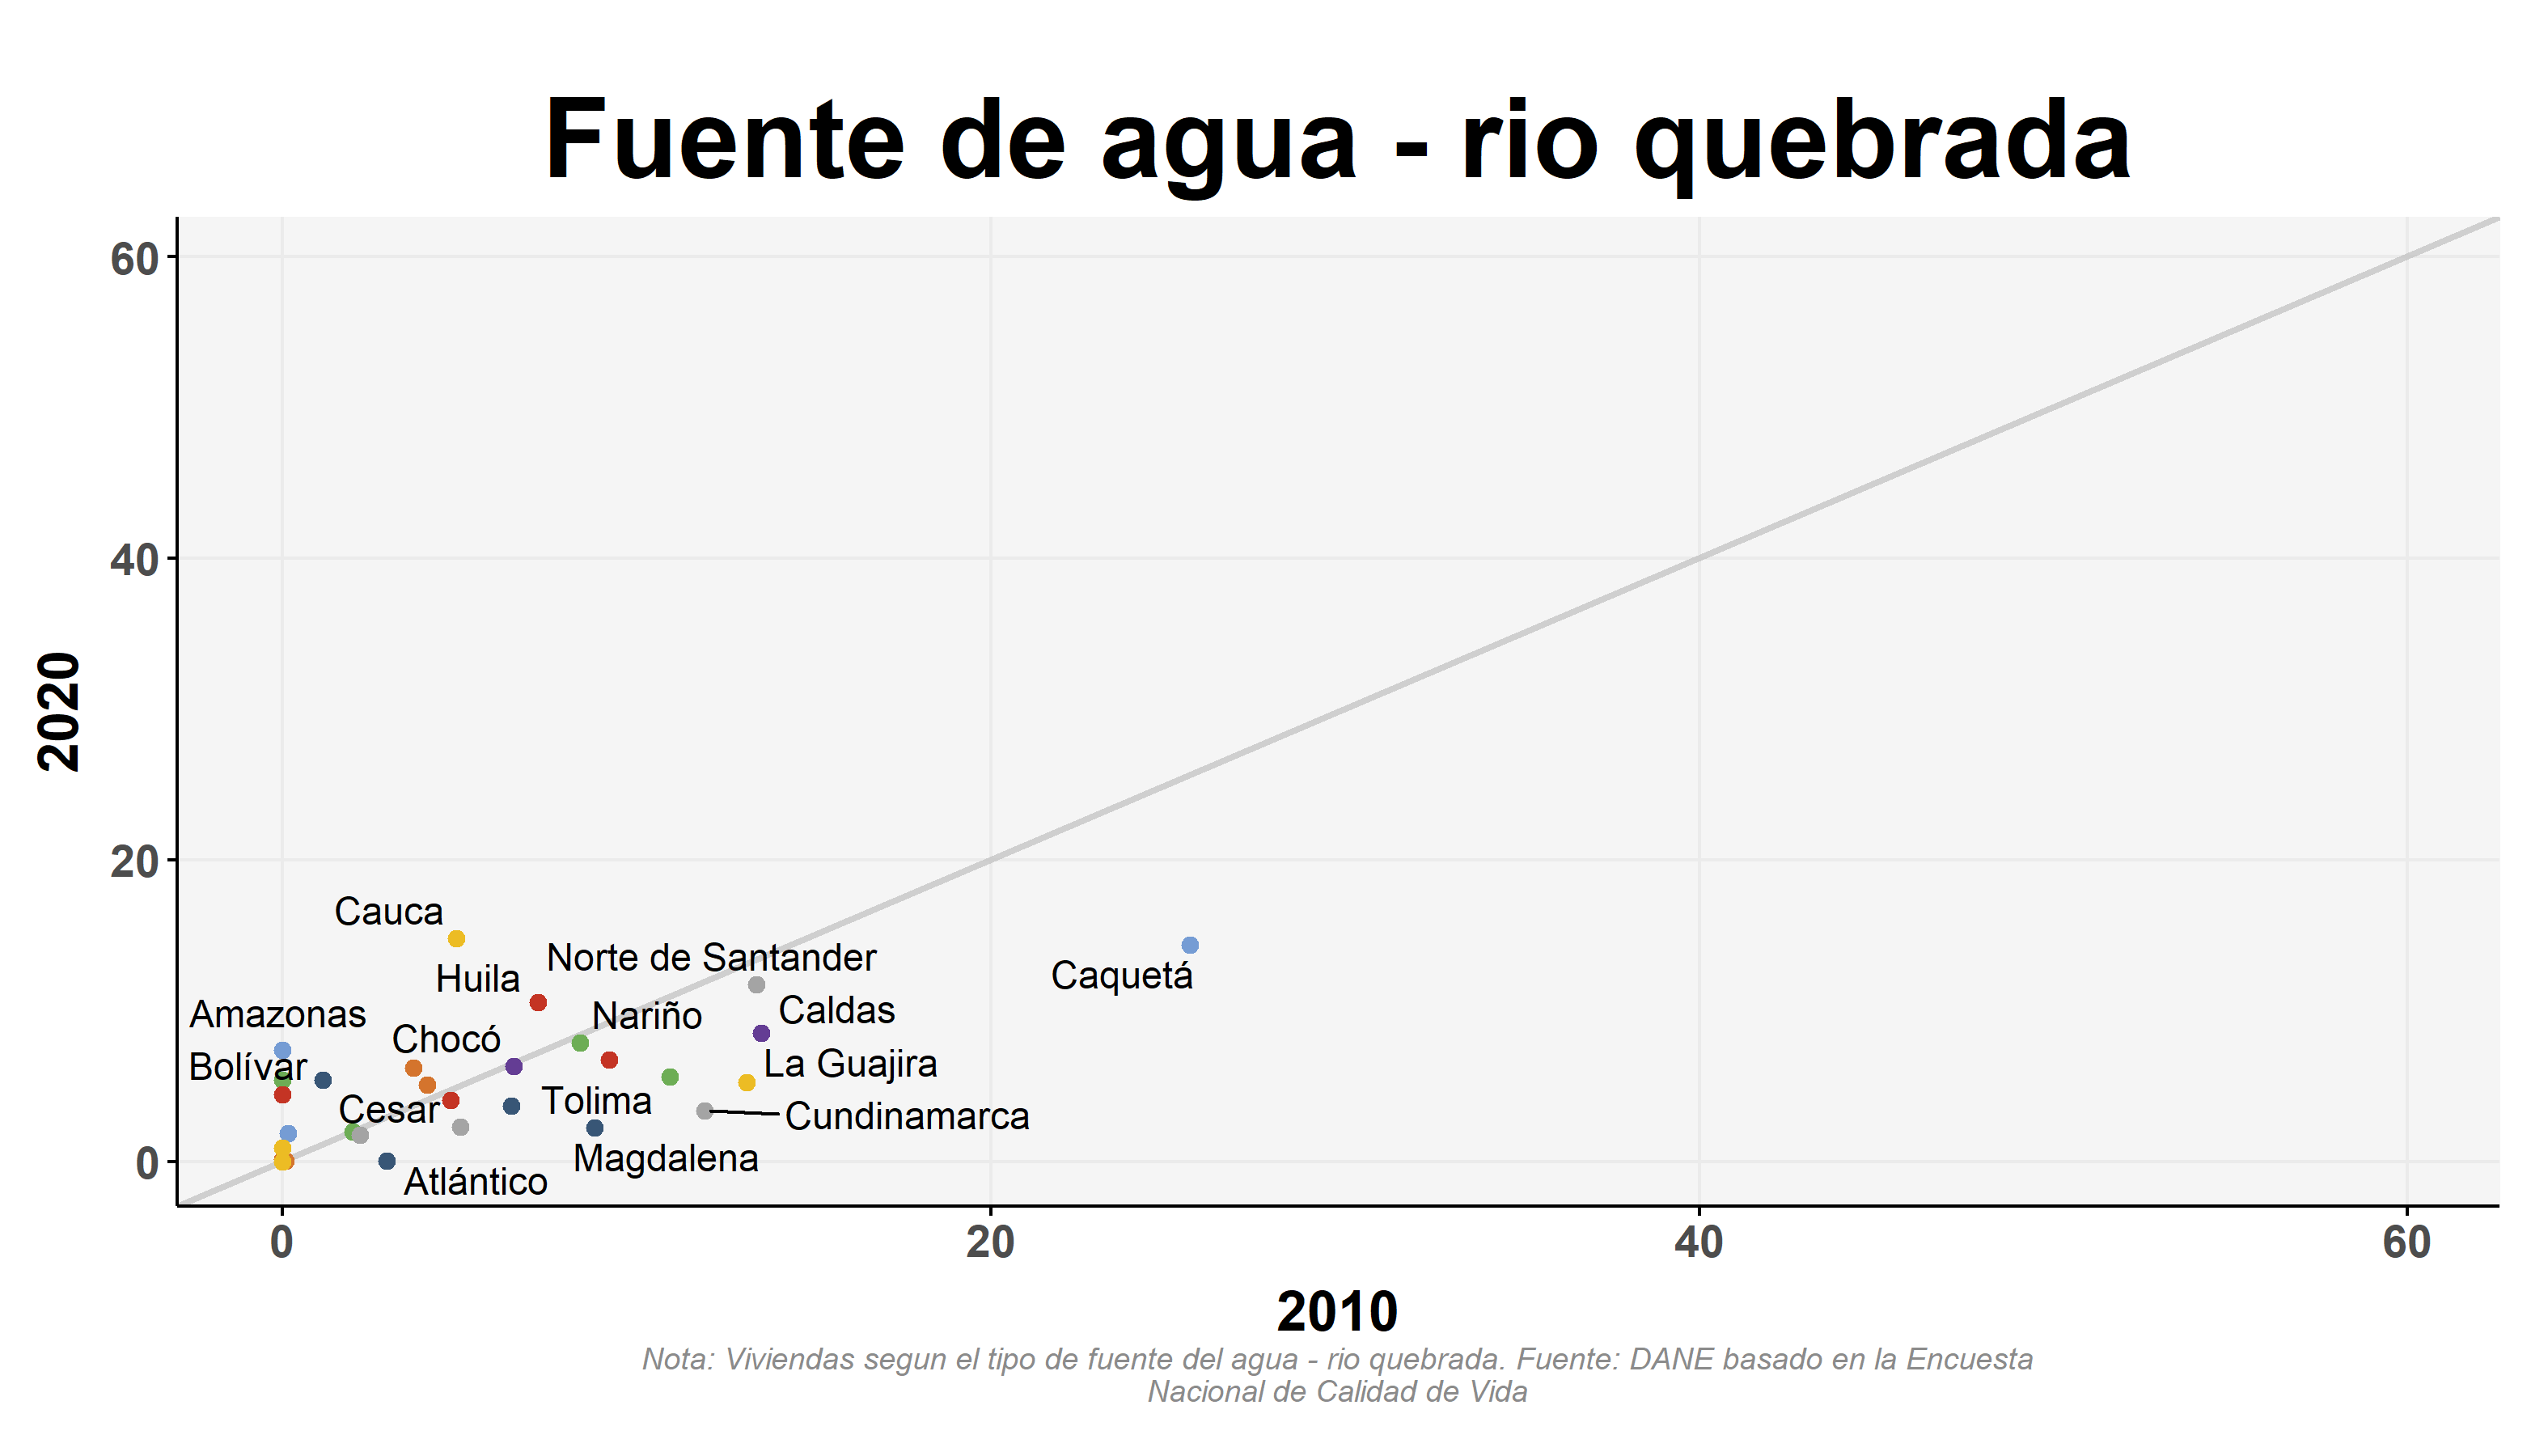 Fuente de agua - rio quebrada
60
40
20
0
2020
Cauca
Norte de Santander
Huila
Caquetá
Amazonas
Caldas
Nariño
Chocó
Bolívar
La Guajira
Cesar
Tolima
Cundinamarca
Magdalena
Atlántico
0 20 40 60
2010
Nota: Viviendas segun el tipo de fuente del agua - rio quebrada. Fuente: DANE basado en la Encuesta
Nacional de Calidad de Vida